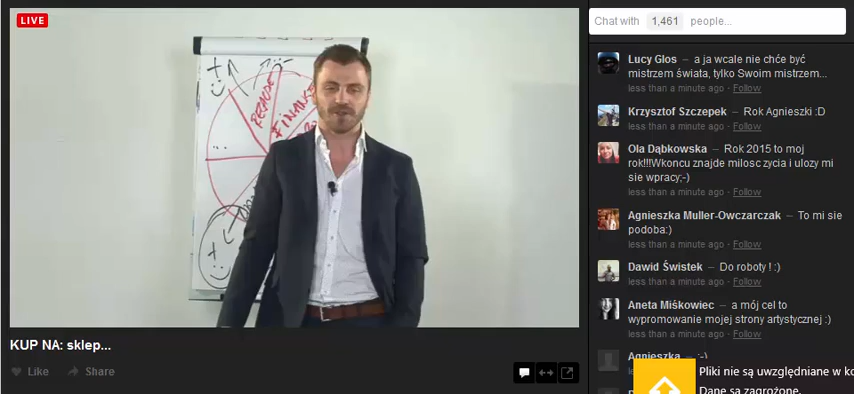 LIVE
FINANSE
KUP NA: sklep...
Like
Share
Chat with 1,461 people...
Lucy Glos – a ja wcale nie chće być
mistrzem świata, tylko Swoim mistrzem...
less than a minute ago · Follow
Krzysztof Szczepek – Rok Agnieszki :D
less than a minute ago · Follow
Ola Dąbkowska – Rok 2015 to moj
rok!!!Wkoncu znajde milosc zycia i ulozy mi
sie wpracy;-)
less than a minute ago · Follow
Agnieszka Muller-Owczarczak – To mi sie
podoba:)
less than a minute ago · Follow
Dawid Świstek – Do roboty ! :)
less than a minute ago · Follow
Aneta Miśkowiec – a mój cel to
wypromowanie mojej strony artystycznej :)
less than a minute ago · Follow
Agnieszka – :-)
Pliki nie są uwzględniane w
Dane są zagrożone.